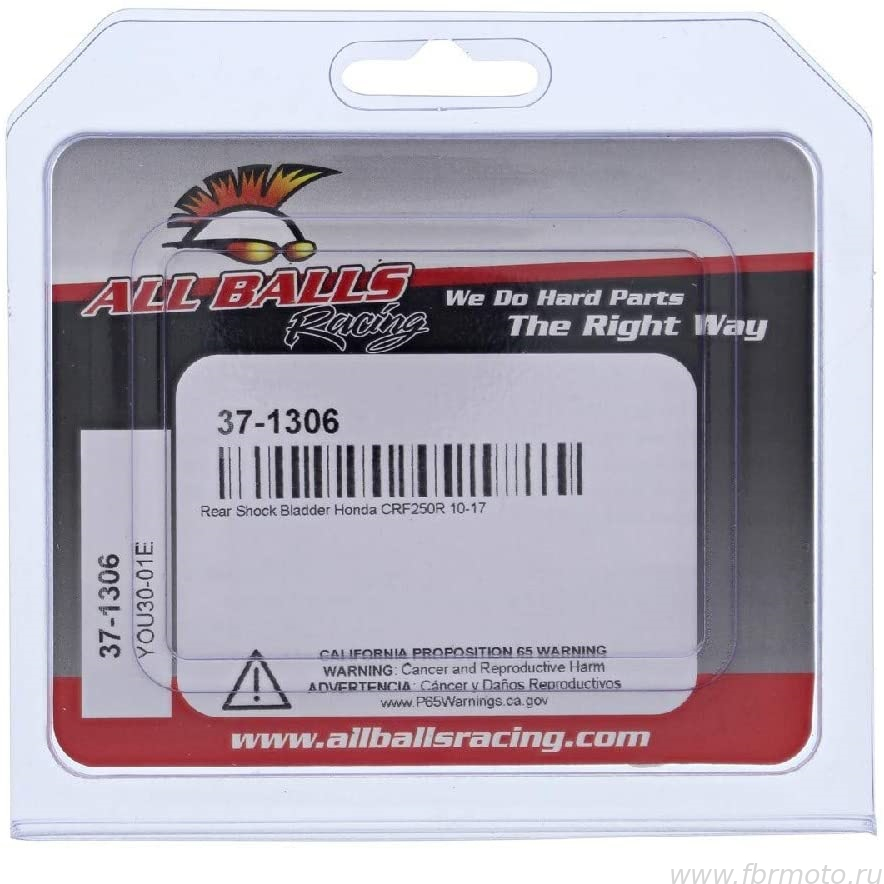 ALL BALLS
Racing
We Do Hard Parts
The Right Way
37-1306
Rear Shock Bladder Honda CRF250R 10-17
37-1306
YOU30-01E
CALIFORNIA PROPOSITION 65 WARNING
WARNING: Cancer and Reproductive Harm
ADVERTENCIA: Cáncer y Daños Reproductivos
www.P65Warnings.ca.gov
www.allballsracing.com
www.fbrmoto.ru